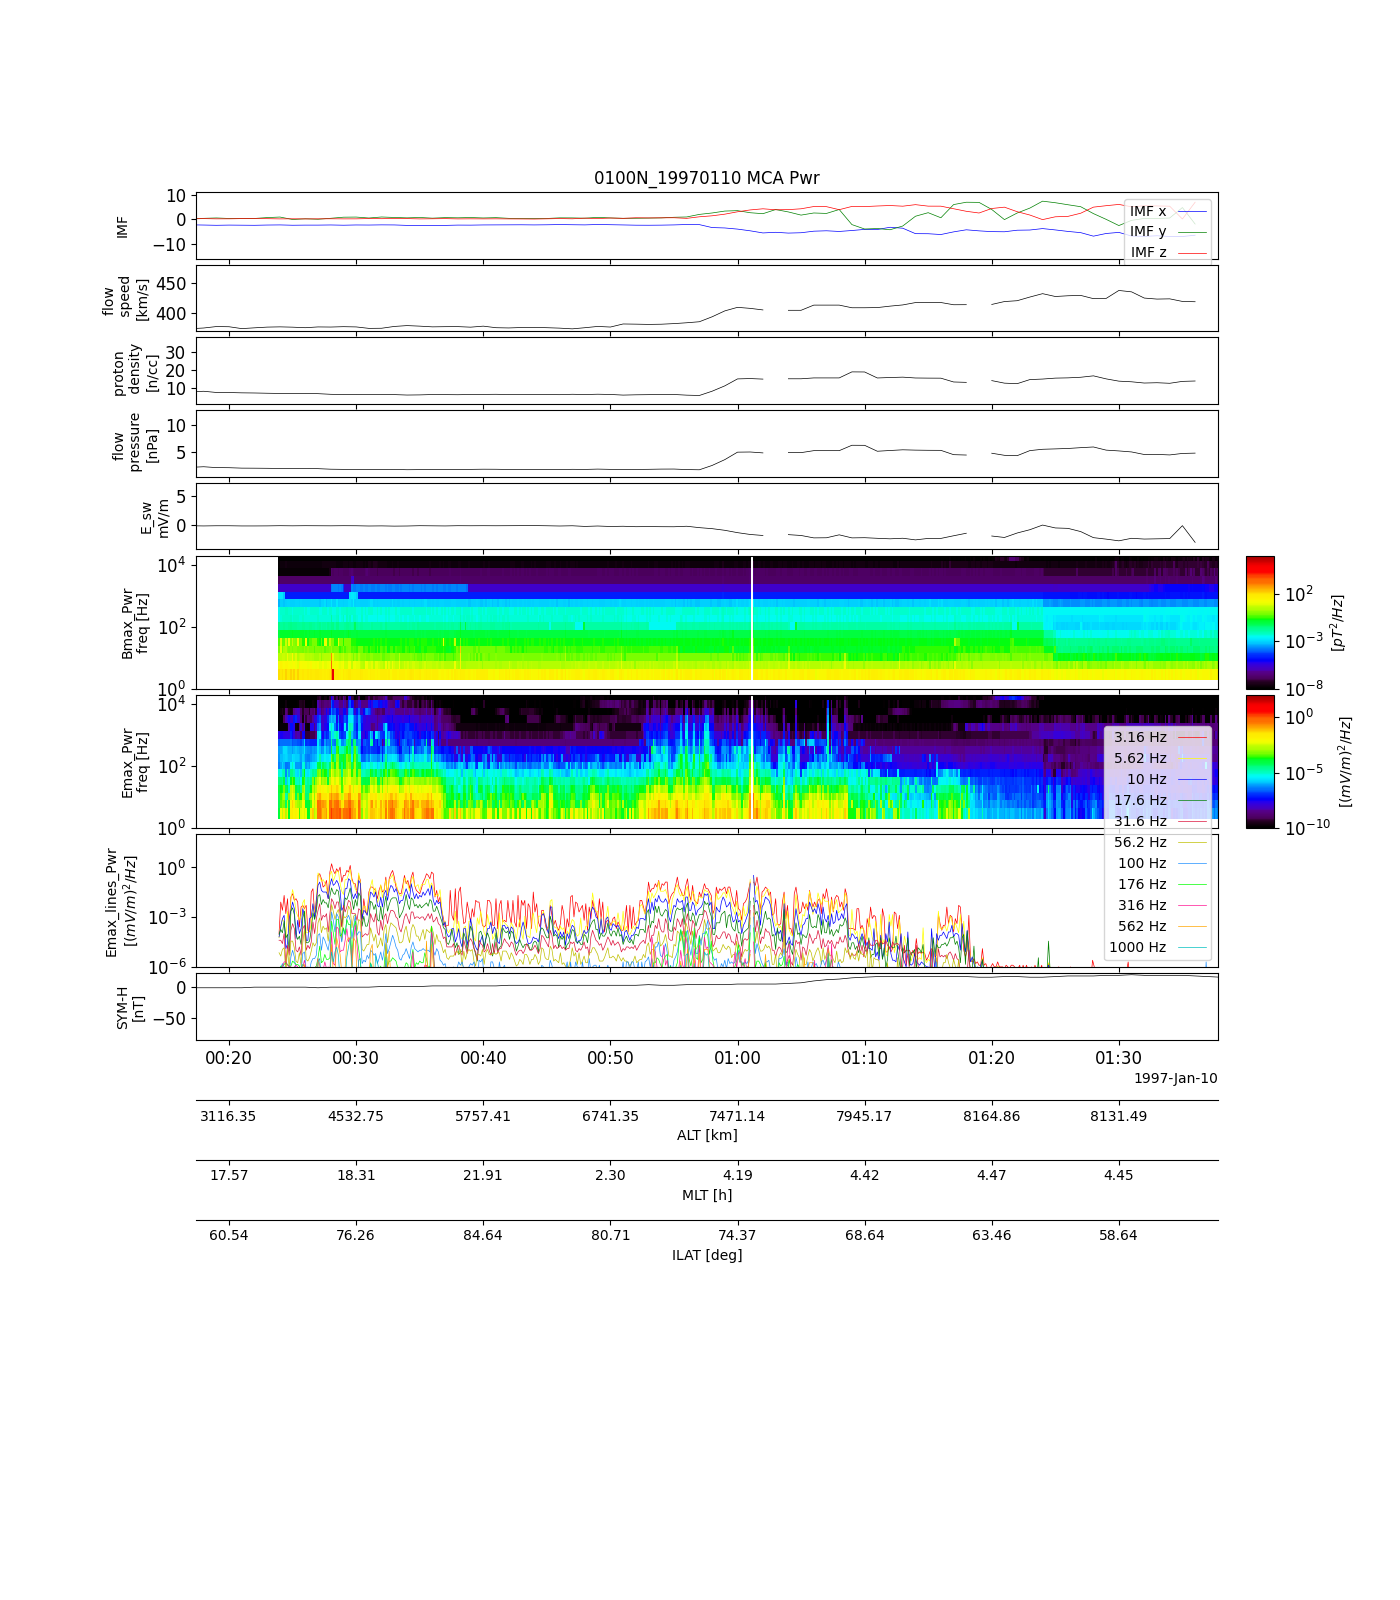 0100N_19970110 MCA Pwr
IMF
10
0
−10
IMF x
IMF y
IMF z
flow
speed
[km/s]
450
400
proton
density
[n/cc]
30
20
10
flow
pressure
[nPa]
10
5
E_sw
mV/m
5
0
Bmax_Pwr
freq [Hz]
10^4
10^2
10^0
10^2
10^−3
10^−8
[pT^2/Hz]
Emax_Pwr
freq [Hz]
10^4
10^2
10^0
10^0
10^−5
10^−10
[(mV/m)^2/Hz]
3.16 Hz
5.62 Hz
10 Hz
17.6 Hz
31.6 Hz
56.2 Hz
100 Hz
176 Hz
316 Hz
562 Hz
1000 Hz
Emax_lines_Pwr
[(mV/m)^2/Hz]
10^0
10^−3
10^−6
SYM-H
[nT]
0
−50
00:20 00:30 00:40 00:50 01:00 01:10 01:20 01:30
1997-Jan-10
3116.35 4532.75 5757.41 6741.35 7471.14 7945.17 8164.86 8131.49
ALT [km]
17.57 18.31 21.91 2.30 4.19 4.42 4.47 4.45
MLT [h]
60.54 76.26 84.64 80.71 74.37 68.64 63.46 58.64
ILAT [deg]